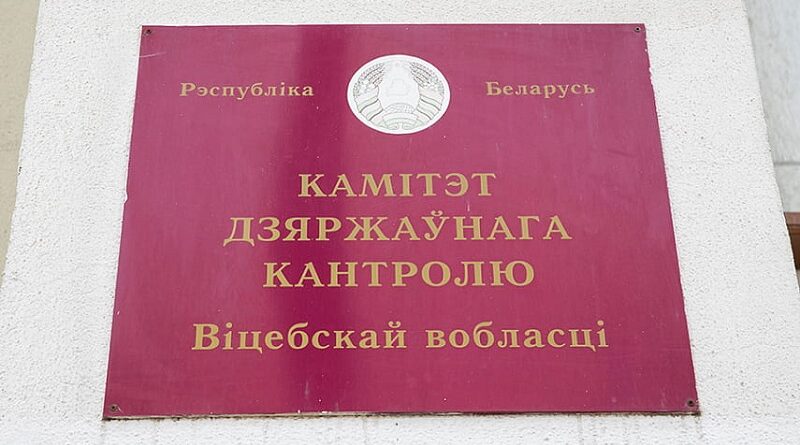 Рэспубліка Беларусь
КАМІТЭТ
ДЗЯРЖАЎНАГА
КАНТРОЛЮ
Віцебскай вобласці